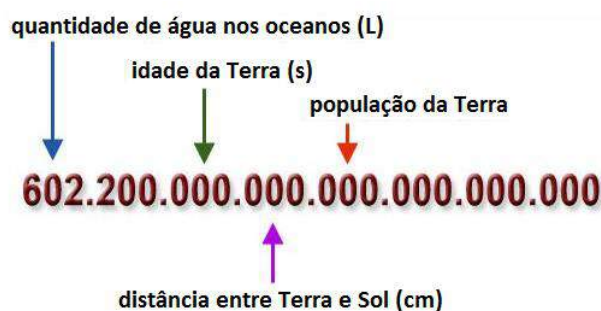 quantidade de água nos oceanos (L)
idade da Terra (s)
população da Terra
602.200.000.000.000.000.000.000
distância entre Terra e Sol (cm)